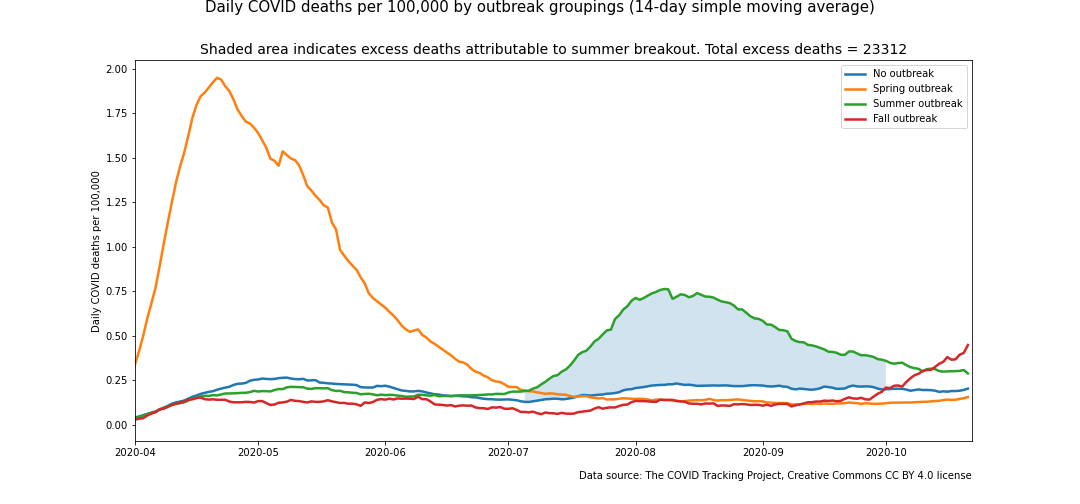 Daily COVID deaths per 100,000 by outbreak groupings (14-day simple moving average)
Shaded area indicates excess deaths attributable to summer breakout. Total excess deaths = 23312
2.00
1.75
1.50
1.25
1.00
0.75
0.50
0.25
0.00
Daily COVID deaths per 100,000
No outbreak
Spring outbreak
Summer outbreak
Fall outbreak
2020-04 2020-05 2020-06 2020-07 2020-08 2020-09 2020-10
Data source: The COVID Tracking Project, Creative Commons CC BY 4.0 license